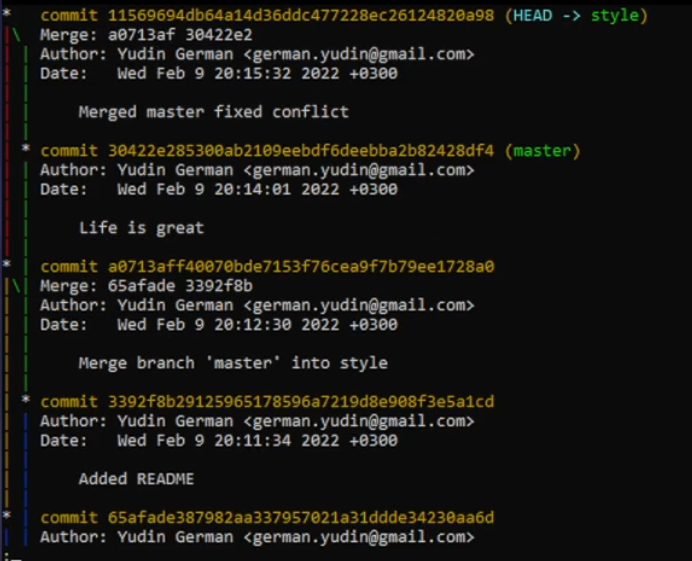 * commit 11569694db64a14d36ddc477228ec26124820a98 (HEAD -> style)
|\ Merge: a0713af 30422e2
| | Author: Yudin German <german.yudin@gmail.com>
| | Date: Wed Feb 9 20:15:32 2022 +0300
| | Merged master fixed conflict
| * commit 30422e285300ab2109eebdf6deebba2b82428df4 (master)
| | Author: Yudin German <german.yudin@gmail.com>
| | Date: Wed Feb 9 20:14:01 2022 +0300
| | Life is great
* | commit a0713aff40070bde7153f76cea9f7b79ee1728a0
|\| Merge: 65afade 3392f8b
| | Author: Yudin German <german.yudin@gmail.com>
| | Date: Wed Feb 9 20:12:30 2022 +0300
| | Merge branch 'master' into style
| * commit 3392f8b29125965178596a7219d8e908f3e5a1cd
| | Author: Yudin German <german.yudin@gmail.com>
| | Date: Wed Feb 9 20:11:34 2022 +0300
| | Added README
* | commit 65afade387982aa337957021a31ddde34230aa6d
| | Author: Yudin German <german.yudin@gmail.com>
: